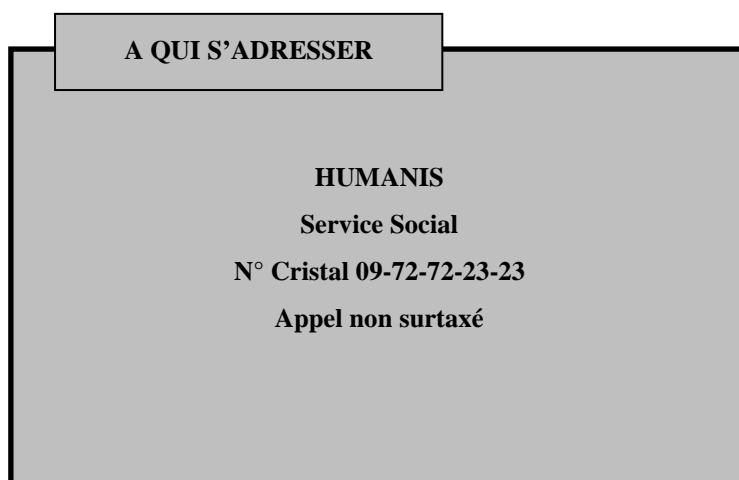 A QUI S’ADRESSER
HUMANIS
Service Social
N° Cristal 09-72-72-23-23
Appel non surtaxé